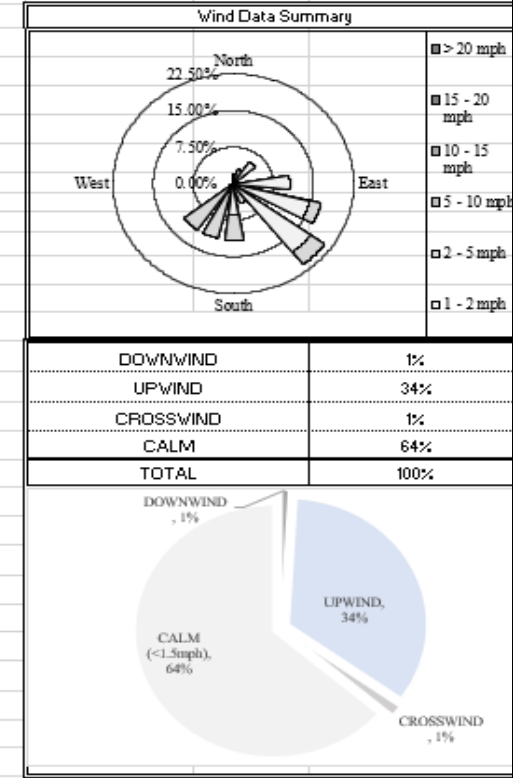 Wind Data Summary
North
22.50%
15.00%
7.50%
West
0.00%
East
South
> 20 mph
15 - 20
mph
10 - 15
mph
5 - 10 mph
2 - 5 mph
1 - 2 mph
DOWNWIND 1%
UPWIND 34%
CROSSWIND 1%
CALM 64%
TOTAL 100%
DOWNWIND
, 1%
UPWIND,
34%
CALM
(<1.5mph),
64%
CROSSWIND
, 1%